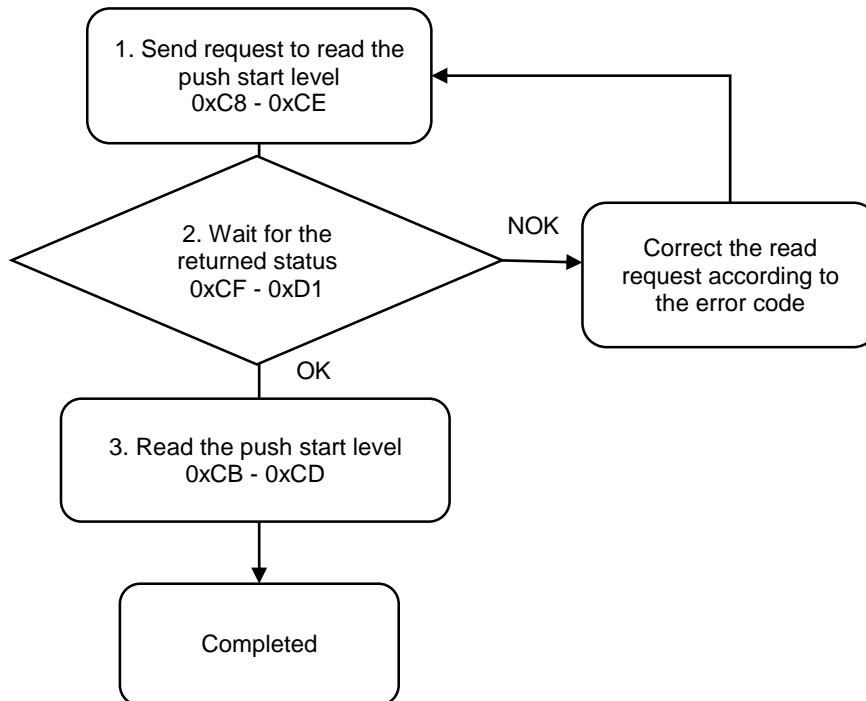 1. Send request to read the
push start level
0xC8 - 0xCE
2. Wait for the
returned status
0xCF - 0xD1
NOK
Correct the read
request according to
the error code
OK
3. Read the push start level
0xCB - 0xCD
Completed